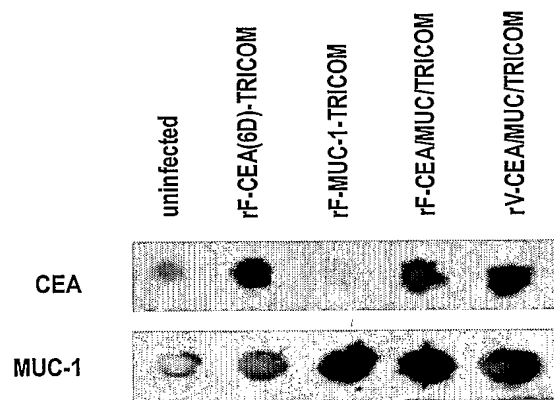 uninfected
rF-CEA(6D)-TRICOM
rF-MUC-1-TRICOM
rF-CEA/MUC/TRICOM
rV-CEA/MUC/TRICOM
CEA
MUC-1